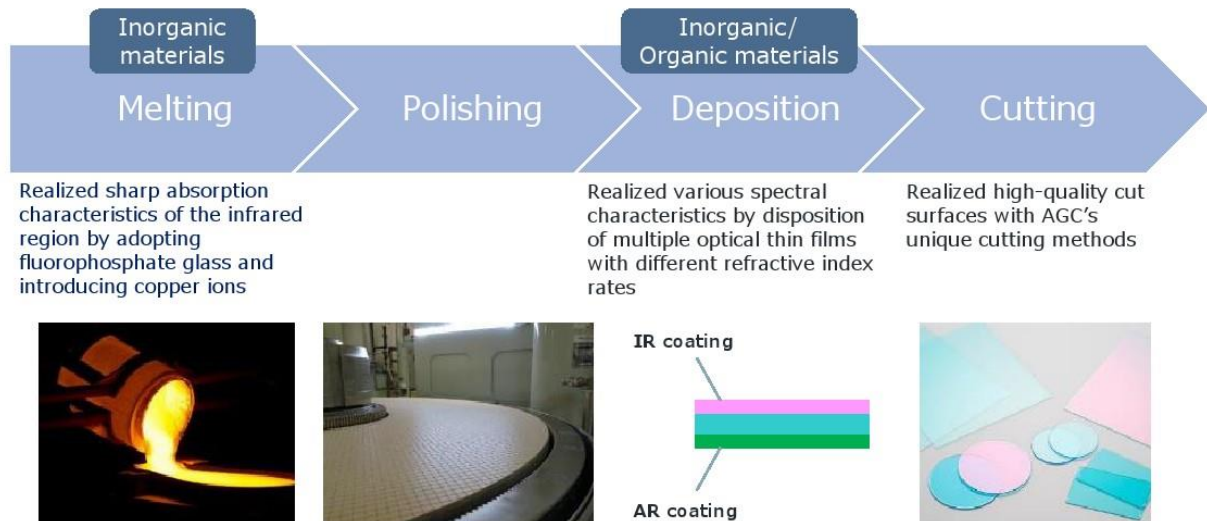 Inorganic
materials
Inorganic/
Organic materials
Melting
Polishing
Deposition
Cutting
Realized sharp absorption
characteristics of the infrared
region by adopting
fluorophosphate glass and
introducing copper ions
Realized various spectral
characteristics by disposition
of multiple optical thin films
with different refractive index
rates
Realized high-quality cut
surfaces with AGC’s
unique cutting methods
IR coating
AR coating